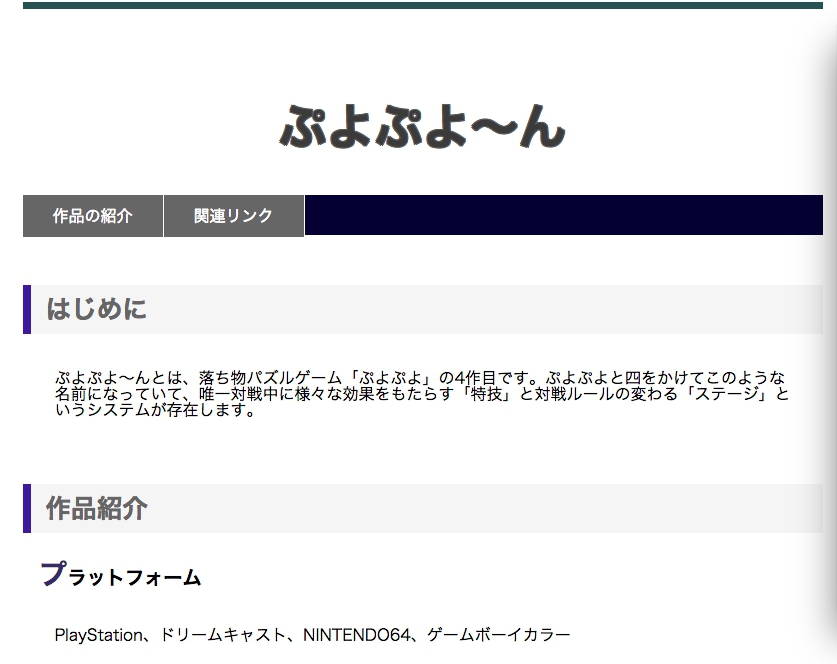 ぷよぷよ〜ん
作品の紹介 関連リンク
はじめに
ぷよぷよ〜んとは、落ち物パズルゲーム「ぷよぷよ」の4作目です。ぷよぷよと四をかけてこのような
名前になっていて、唯一対戦中に様々な効果をもたらす「特技」と対戦ルールの変わる「ステージ」と
いうシステムが存在します。
作品紹介
プラットフォーム
PlayStation、ドリームキャスト、NINTENDO64、ゲームボーイカラー